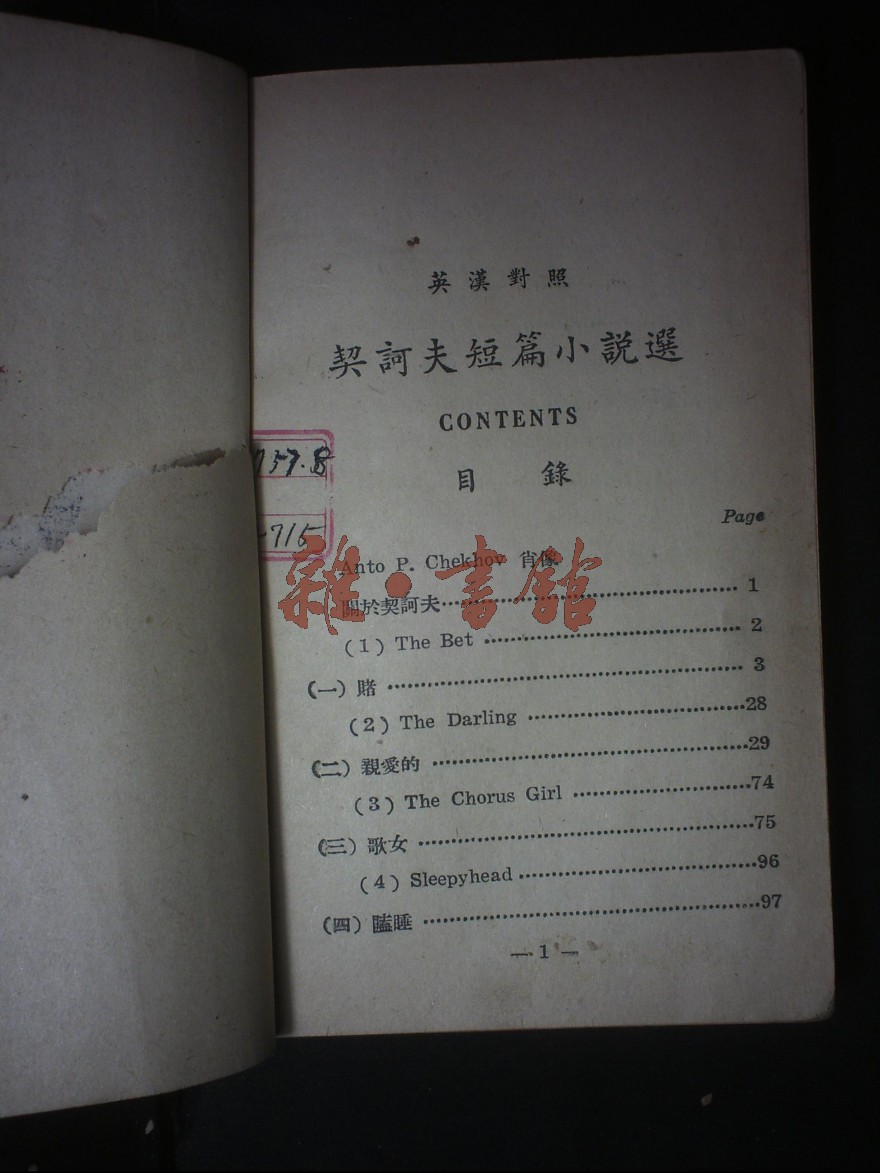 英漢對照
契訶夫短篇小說選
CONTENTS
目錄
Page
757.8
-715
Anto P. Chekhov 肖像
關於契訶夫 1
(1) The Bet 2
(一) 賭 3
(2) The Darling 28
(二) 親愛的 29
(3) The Chorus Girl 74
(三) 歌女 75
(4) Sleepyhead 96
(四) 瞌睡 97
— 1 —
雜·書館